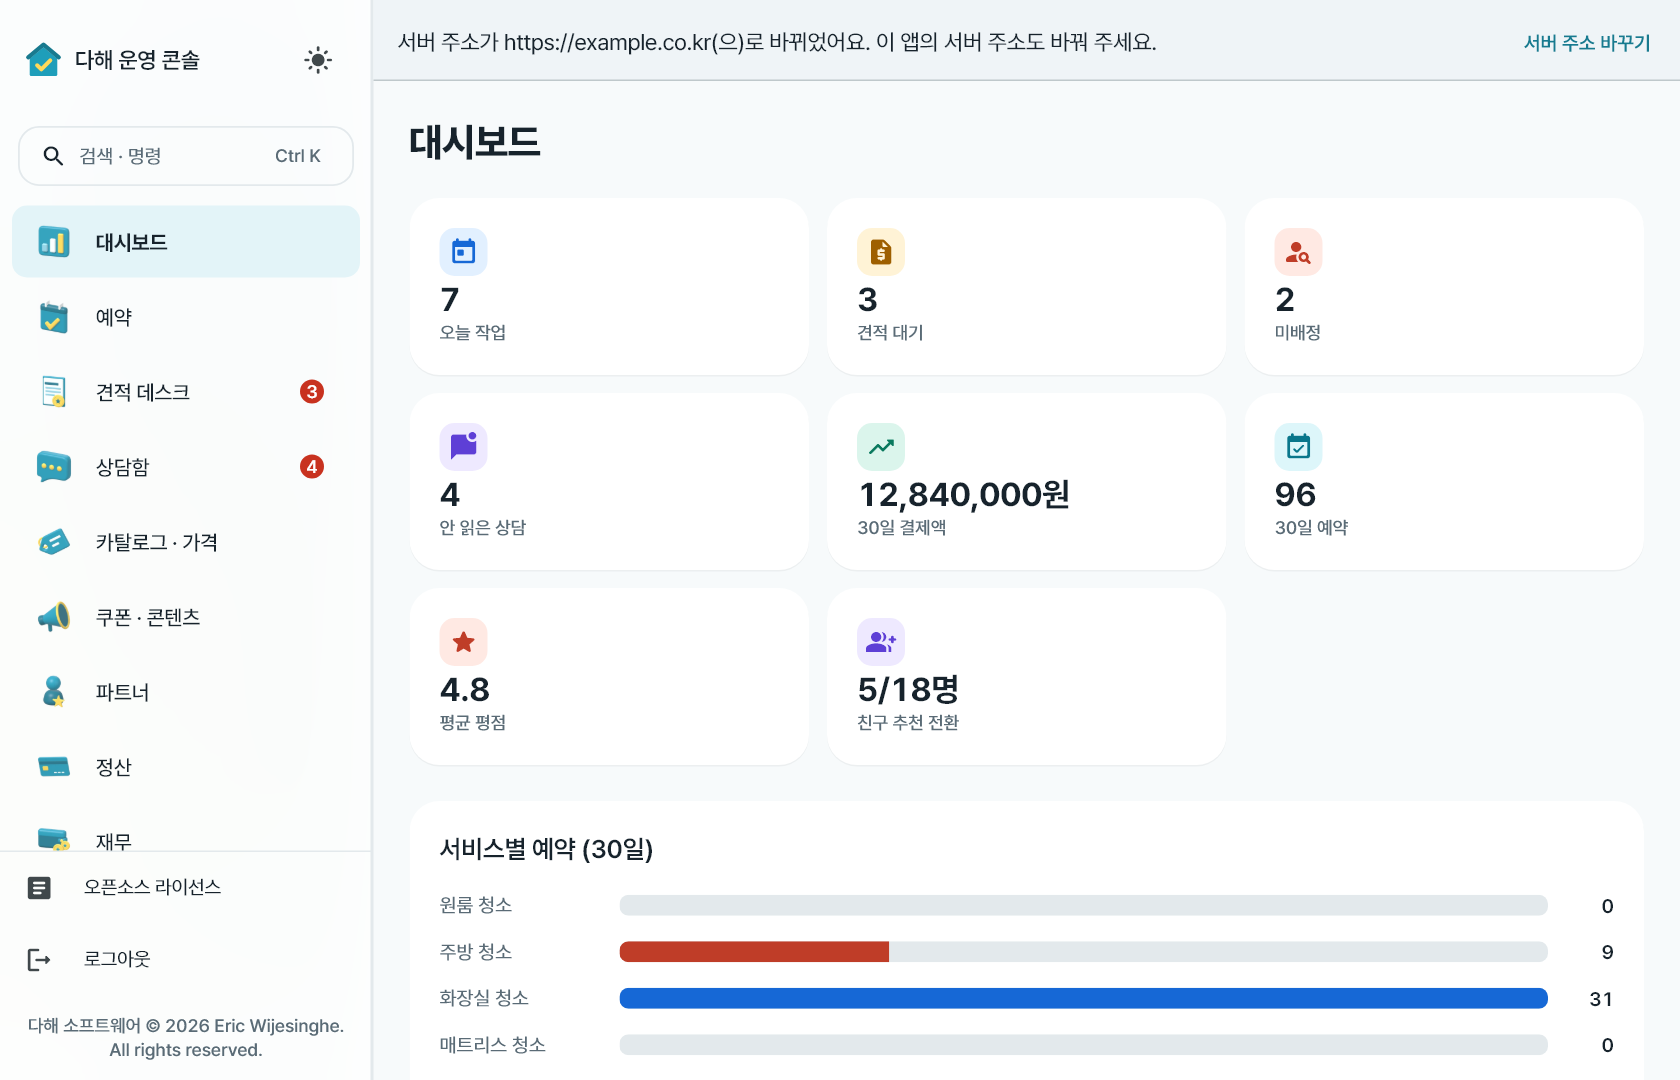 다해 운영 콘솔
검색 · 명령
Ctrl K
대시보드
예약
견적 데스크
3
상담함
4
카탈로그 · 가격
쿠폰 · 콘텐츠
파트너
정산
재무
오픈소스 라이선스
로그아웃
다해 소프트웨어 © 2026 Eric Wijesinghe.
All rights reserved.
서버 주소가 https://example.co.kr(으)로 바뀌었어요. 이 앱의 서버 주소도 바꿔 주세요.
서버 주소 바꾸기
대시보드
7
오늘 작업
3
견적 대기
2
미배정
4
안 읽은 상담
12,840,000원
30일 결제액
96
30일 예약
4.8
평균 평점
5/18명
친구 추천 전환
서비스별 예약 (30일)
원룸 청소 0
주방 청소 9
화장실 청소 31
매트리스 청소 0